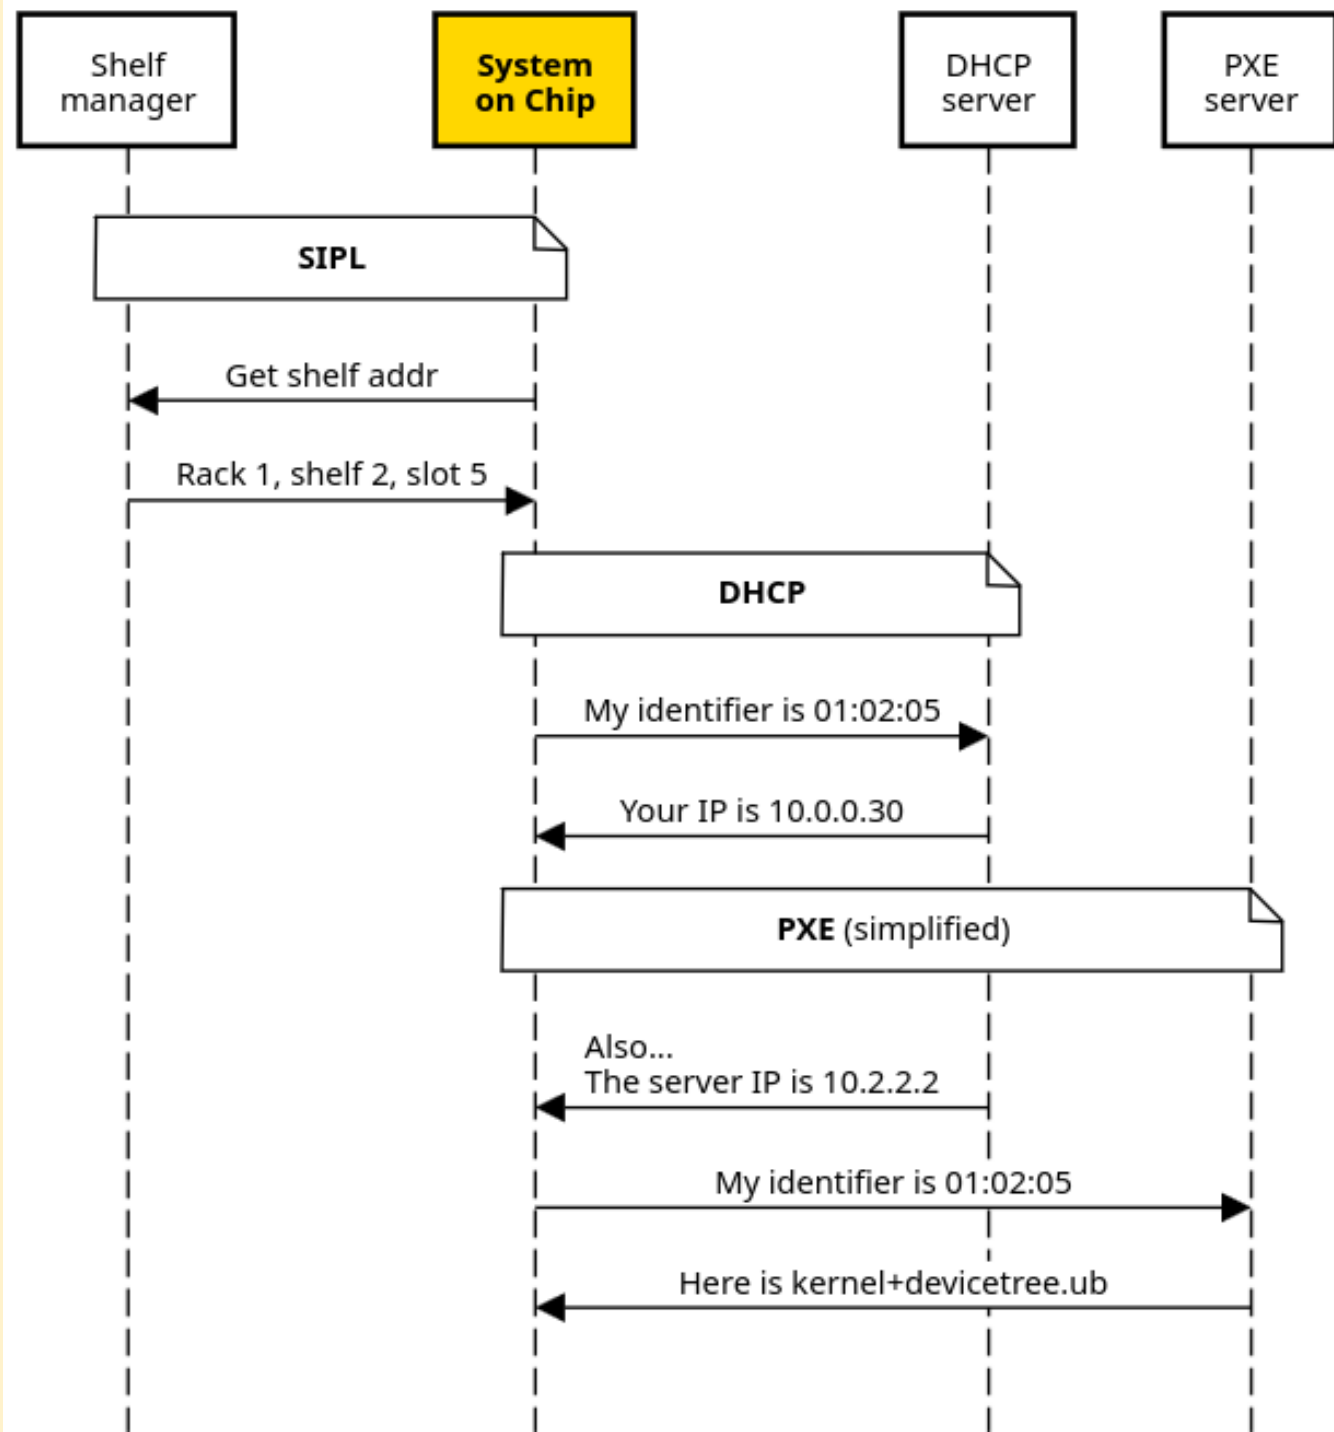 Shelf
manager
System
on Chip
DHCP
server
PXE
server
SIPL
Get shelf addr
Rack 1, shelf 2, slot 5
DHCP
My identifier is 01:02:05
Your IP is 10.0.0.30
PXE (simplified)
Also...
The server IP is 10.2.2.2
My identifier is 01:02:05
Here is kernel+devicetree.ub